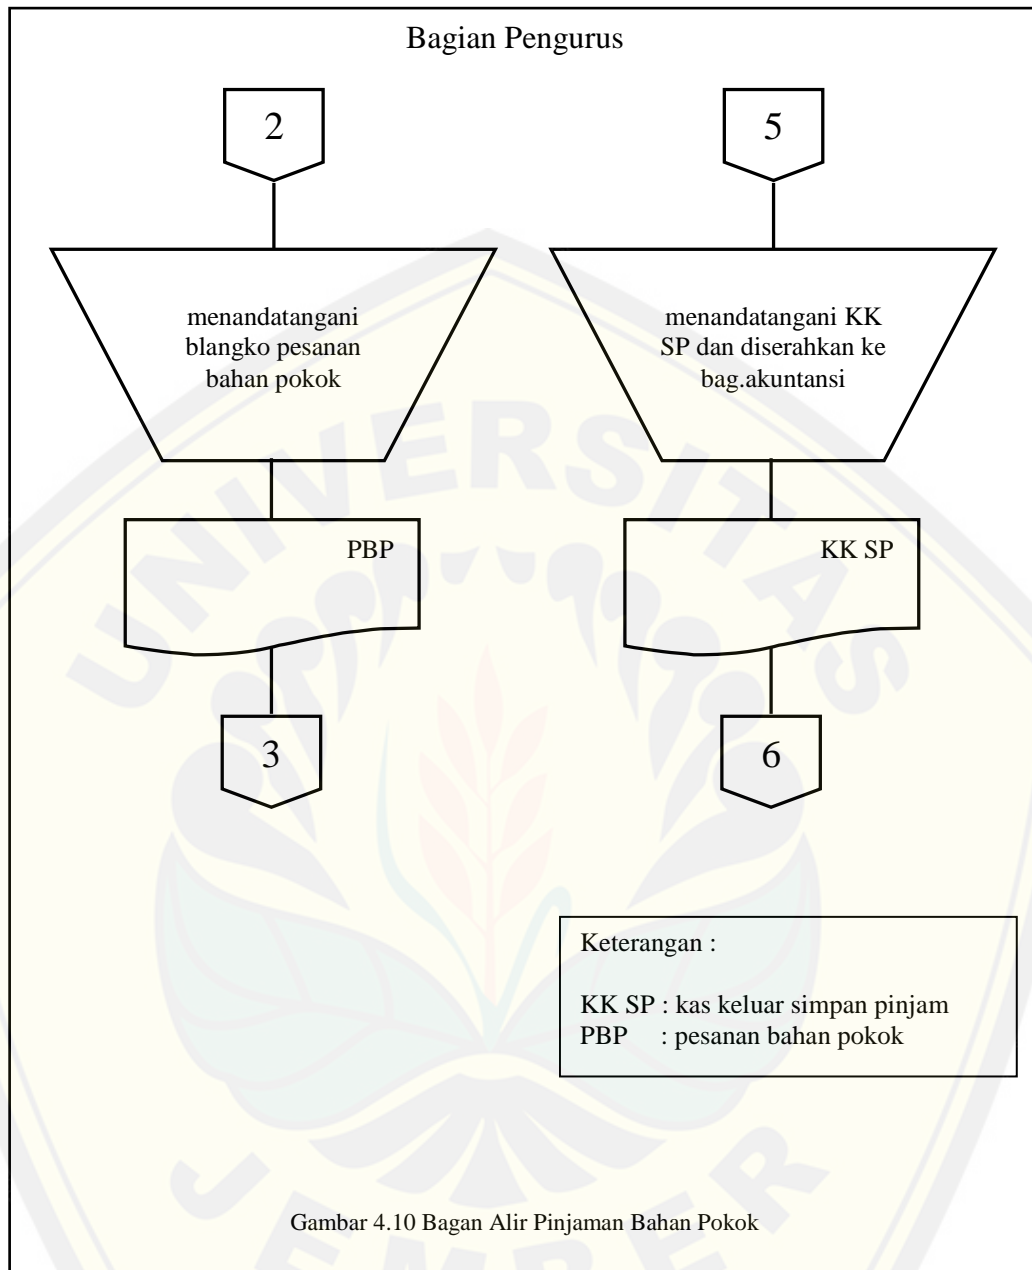 Bagian Pengurus
2
menandatangani
blangko pesanan
bahan pokok
PBP
3
5
menandatangani KK
SP dan diserahkan ke
bag.akuntansi
KK SP
6
Keterangan :
KK SP : kas keluar simpan pinjam
PBP : pesanan bahan pokok
Gambar 4.10 Bagan Alir Pinjaman Bahan Pokok
UNIVERSITAS
JEMBER